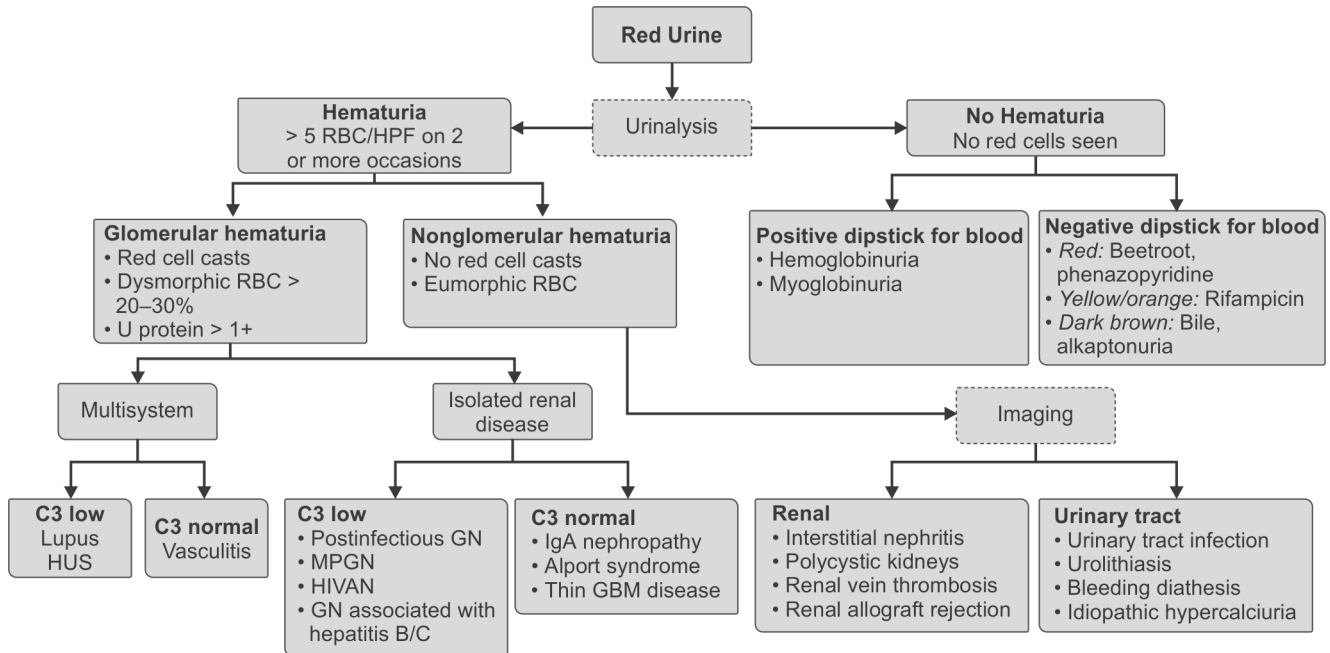 Red Urine
Hematuria
> 5 RBC/HPF on 2
or more occasions
Urinalysis
No Hematuria
No red cells seen
Glomerular hematuria
• Red cell casts
• Dysmorphic RBC >
20–30%
• U protein > 1+
Nonglomerular hematuria
• No red cell casts
• Eumorphic RBC
Positive dipstick for blood
• Hemoglobinuria
• Myoglobinuria
Negative dipstick for blood
• Red: Beetroot,
phenazopyridine
• Yellow/orange: Rifampicin
• Dark brown: Bile,
alkaptonuria
Multisystem
Isolated renal
disease
Imaging
C3 low
Lupus
HUS
C3 normal
Vasculitis
C3 low
• Postinfectious GN
• MPGN
• HIVAN
• GN associated with
hepatitis B/C
C3 normal
• IgA nephropathy
• Alport syndrome
• Thin GBM disease
Renal
• Interstitial nephritis
• Polycystic kidneys
• Renal vein thrombosis
• Renal allograft rejection
Urinary tract
• Urinary tract infection
• Urolithiasis
• Bleeding diathesis
• Idiopathic hypercalciuria